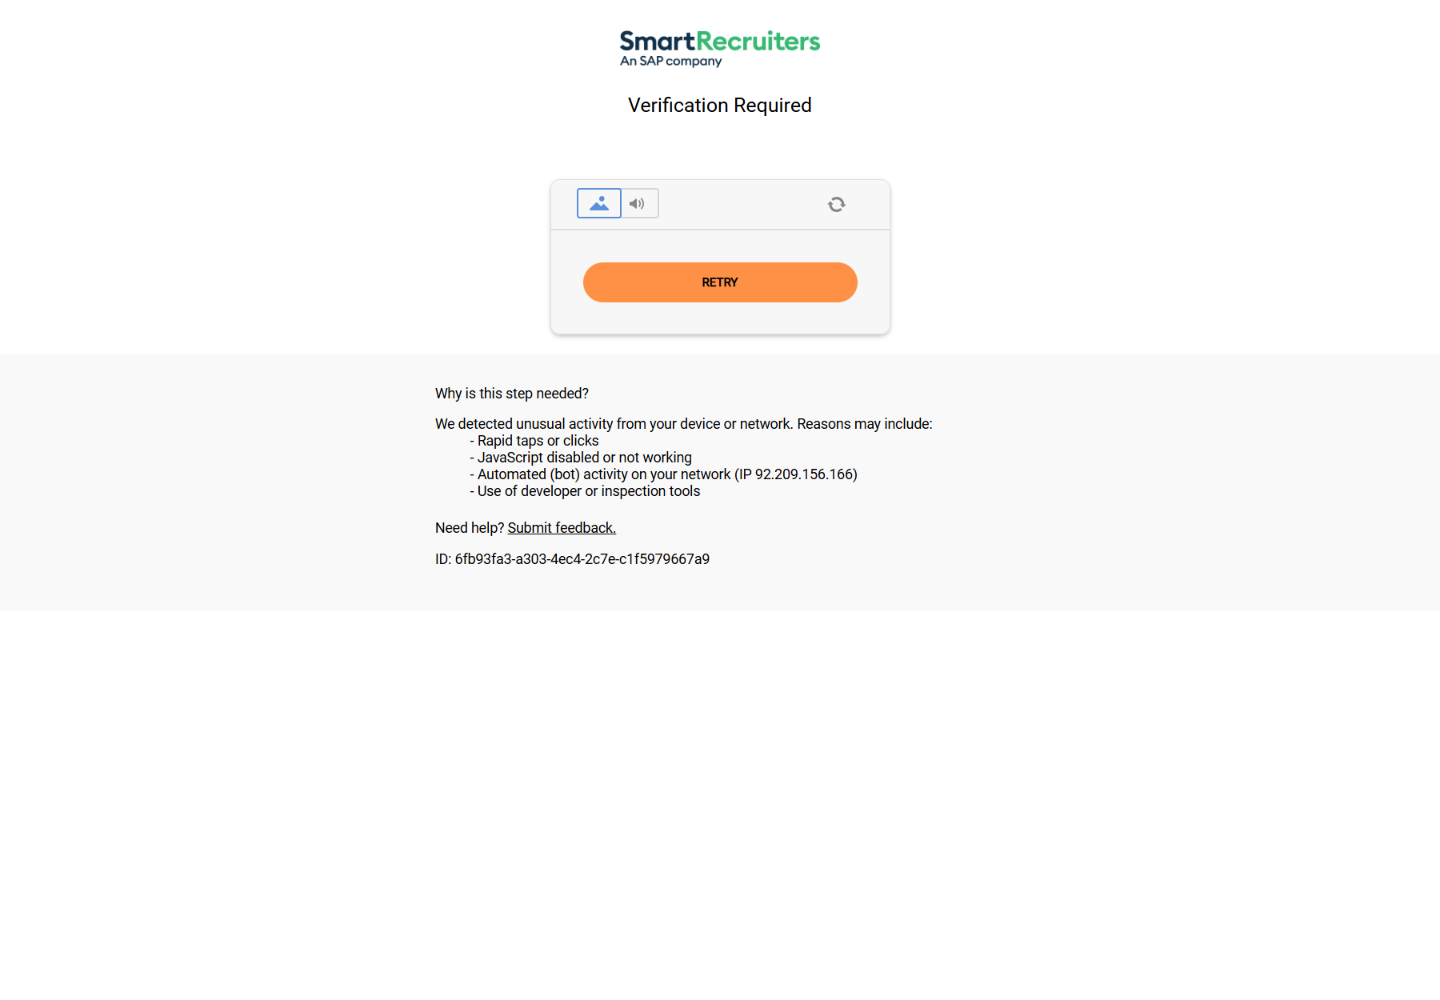 SmartRecruiters
An SAP company
Verification Required
RETRY
Why is this step needed?
We detected unusual activity from your device or network. Reasons may include:
- Rapid taps or clicks
- JavaScript disabled or not working
- Automated (bot) activity on your network (IP 92.209.156.166)
- Use of developer or inspection tools
Need help? Submit feedback.
ID: 6fb93fa3-a303-4ec4-2c7e-c1f5979667a9